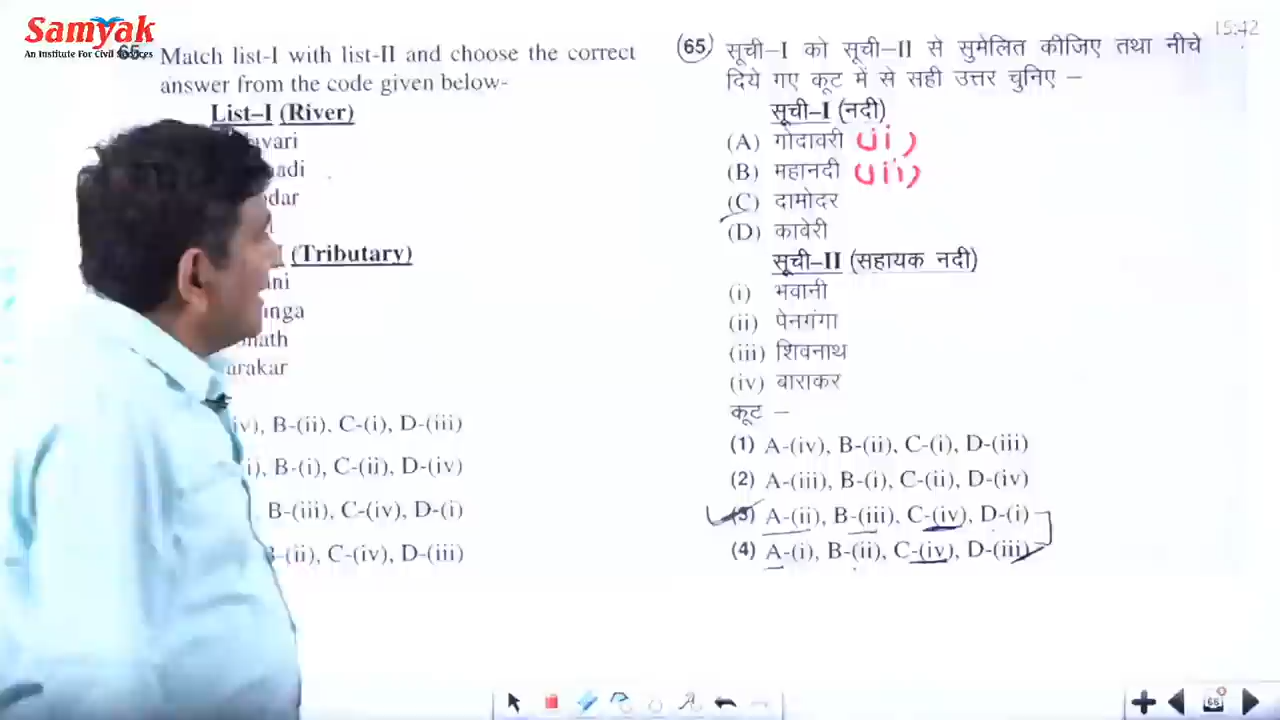 Samyak
An Institute For Civil Services
15:42
65. Match list-I with list-II and choose the correct
answer from the code given below-
List–I (River)
(Tributary)
B-(ii), C-(i), D-(iii)
B-(i), C-(ii), D-(iv)
B-(iii), C-(iv), D-(i)
C-(iv), D-(iii)
(65) सूची–I को सूची–II से सुमेलित कीजिए तथा नीचे
दिये गए कूट में से सही उत्तर चुनिए –
सूची–I (नदी)
(A) गोदावरी (ii)
(B) महानदी (iii)
(C) दामोदर
(D) कावेरी
सूची–II (सहायक नदी)
(i) भवानी
(ii) पेनगंगा
(iii) शिवनाथ
(iv) बाराकर
कूट –
(1) A-(iv), B-(ii), C-(i), D-(iii)
(2) A-(iii), B-(i), C-(ii), D-(iv)
(3) A-(ii), B-(iii), C-(iv), D-(i)
(4) A-(i), B-(ii), C-(iv), D-(iii)